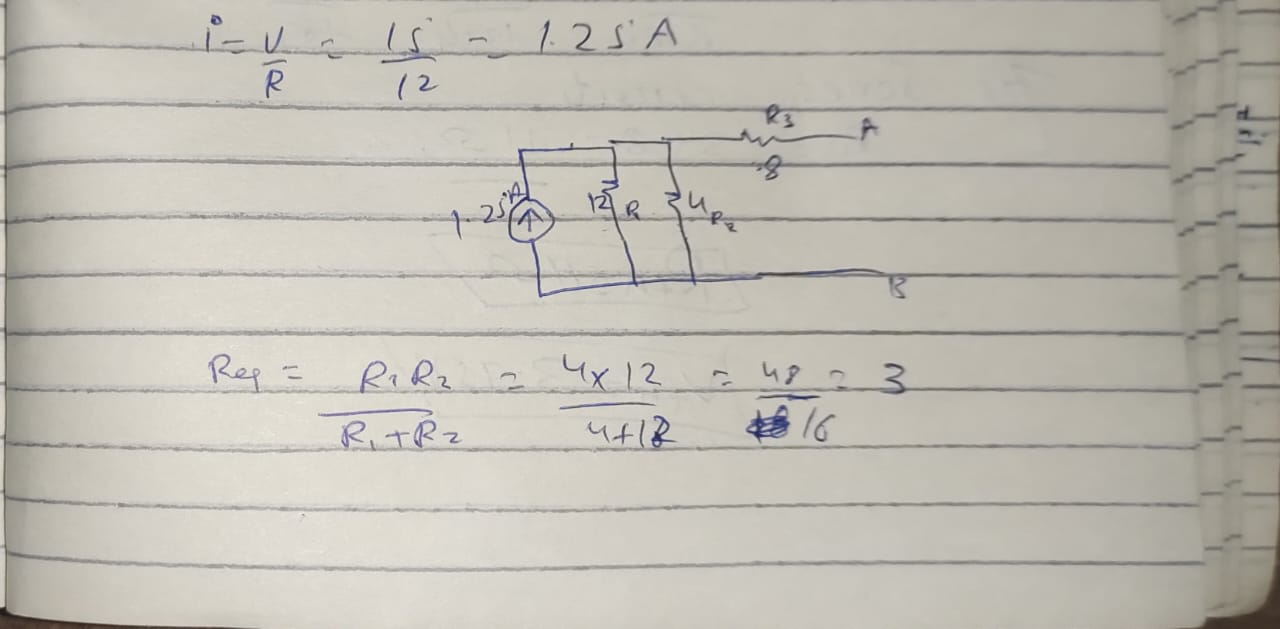 i = V/R = 15/12 = 1.25 A
R3 A
8
1.25A 12 R 4 R2
B
Req = R1 R2 / R1 + R2 = 4x12 / 4+12 = 48/16 = 3